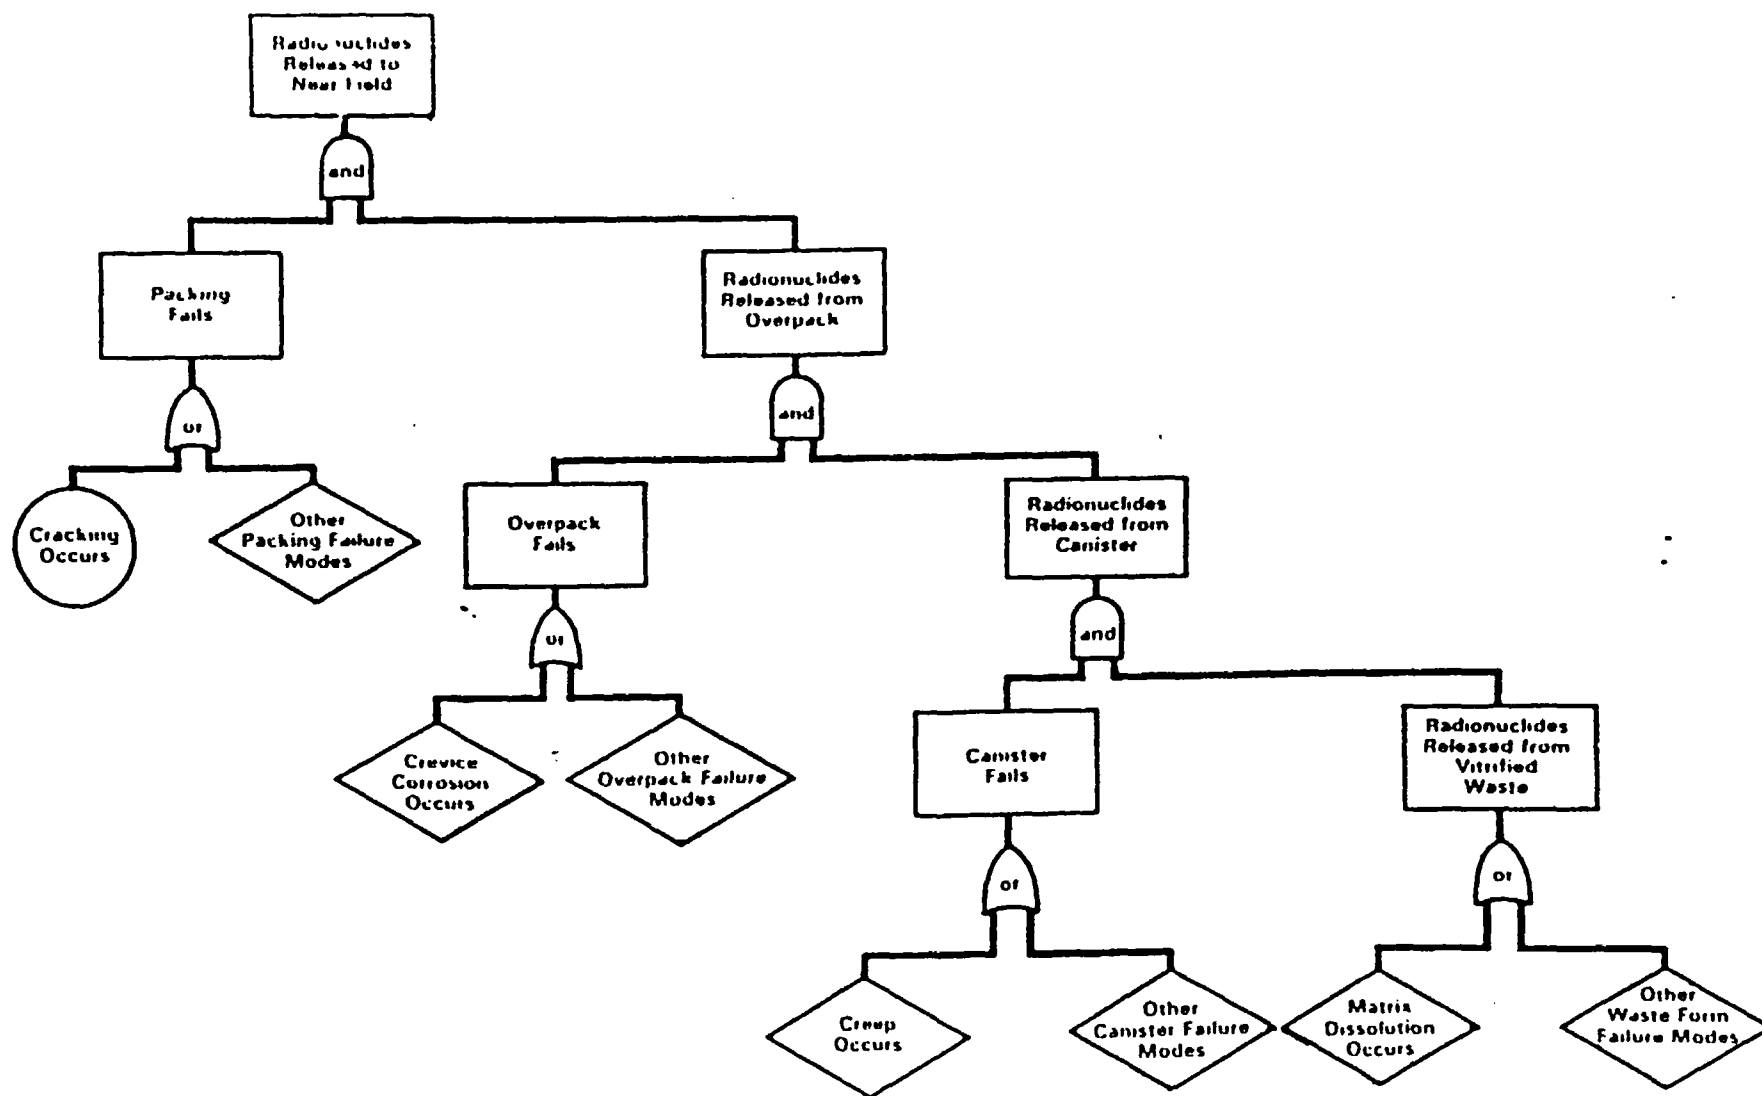 Radionuclides
Released to
Near Field
and
Packing
Fails
Radionuclides
Released from
Overpack
or
and
Cracking
Occurs
Other
Packing Failure
Modes
Overpack
Fails
Radionuclides
Released from
Canister
or
and
Crevice
Corrosion
Occurs
Other
Overpack Failure
Modes
Canister
Fails
Radionuclides
Released from
Vitrified
Waste
or
or
Creep
Occurs
Other
Canister Failure
Modes
Matrix
Dissolution
Occurs
Other
Waste Form
Failure Modes